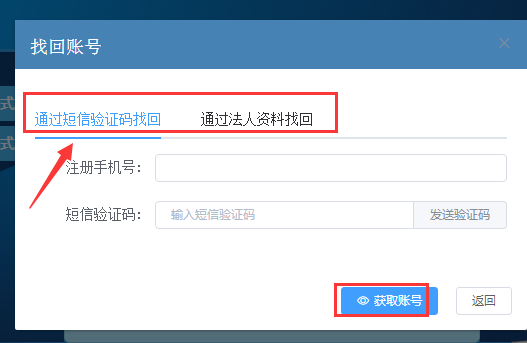 找回账号
式
通过短信验证码找回 通过法人资料找回
式
注册手机号：
短信验证码： 输入短信验证码 发送验证码
获取账号 返回